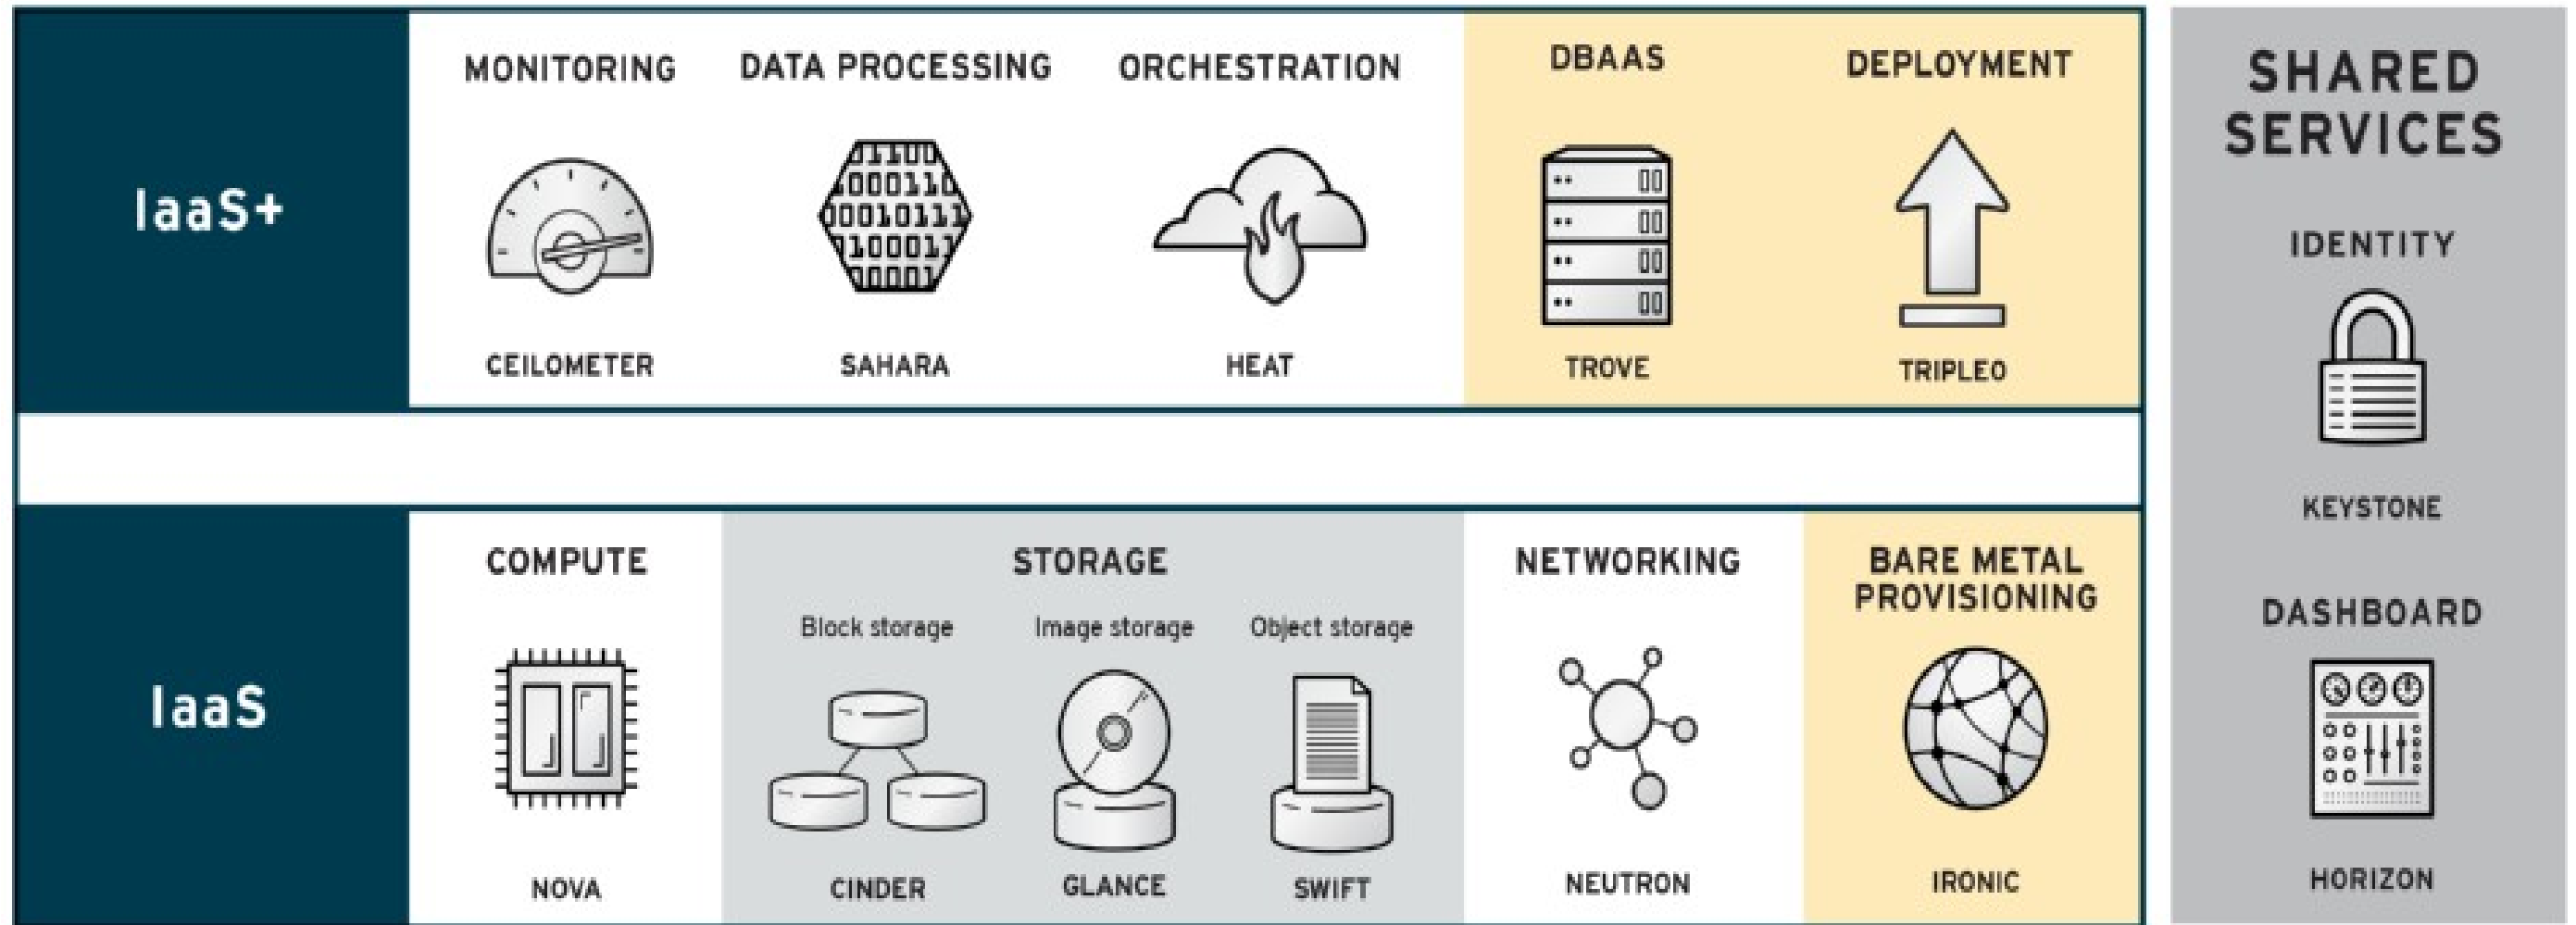 IaaS+
MONITORING
CEILOMETER
DATA PROCESSING
SAHARA
ORCHESTRATION
HEAT
DBAAS
TROVE
DEPLOYMENT
TRIPLEO
IaaS
COMPUTE
NOVA
STORAGE
Block storage
CINDER
Image storage
GLANCE
Object storage
SWIFT
NETWORKING
NEUTRON
BARE METAL
PROVISIONING
IRONIC
SHARED
SERVICES
IDENTITY
KEYSTONE
DASHBOARD
HORIZON